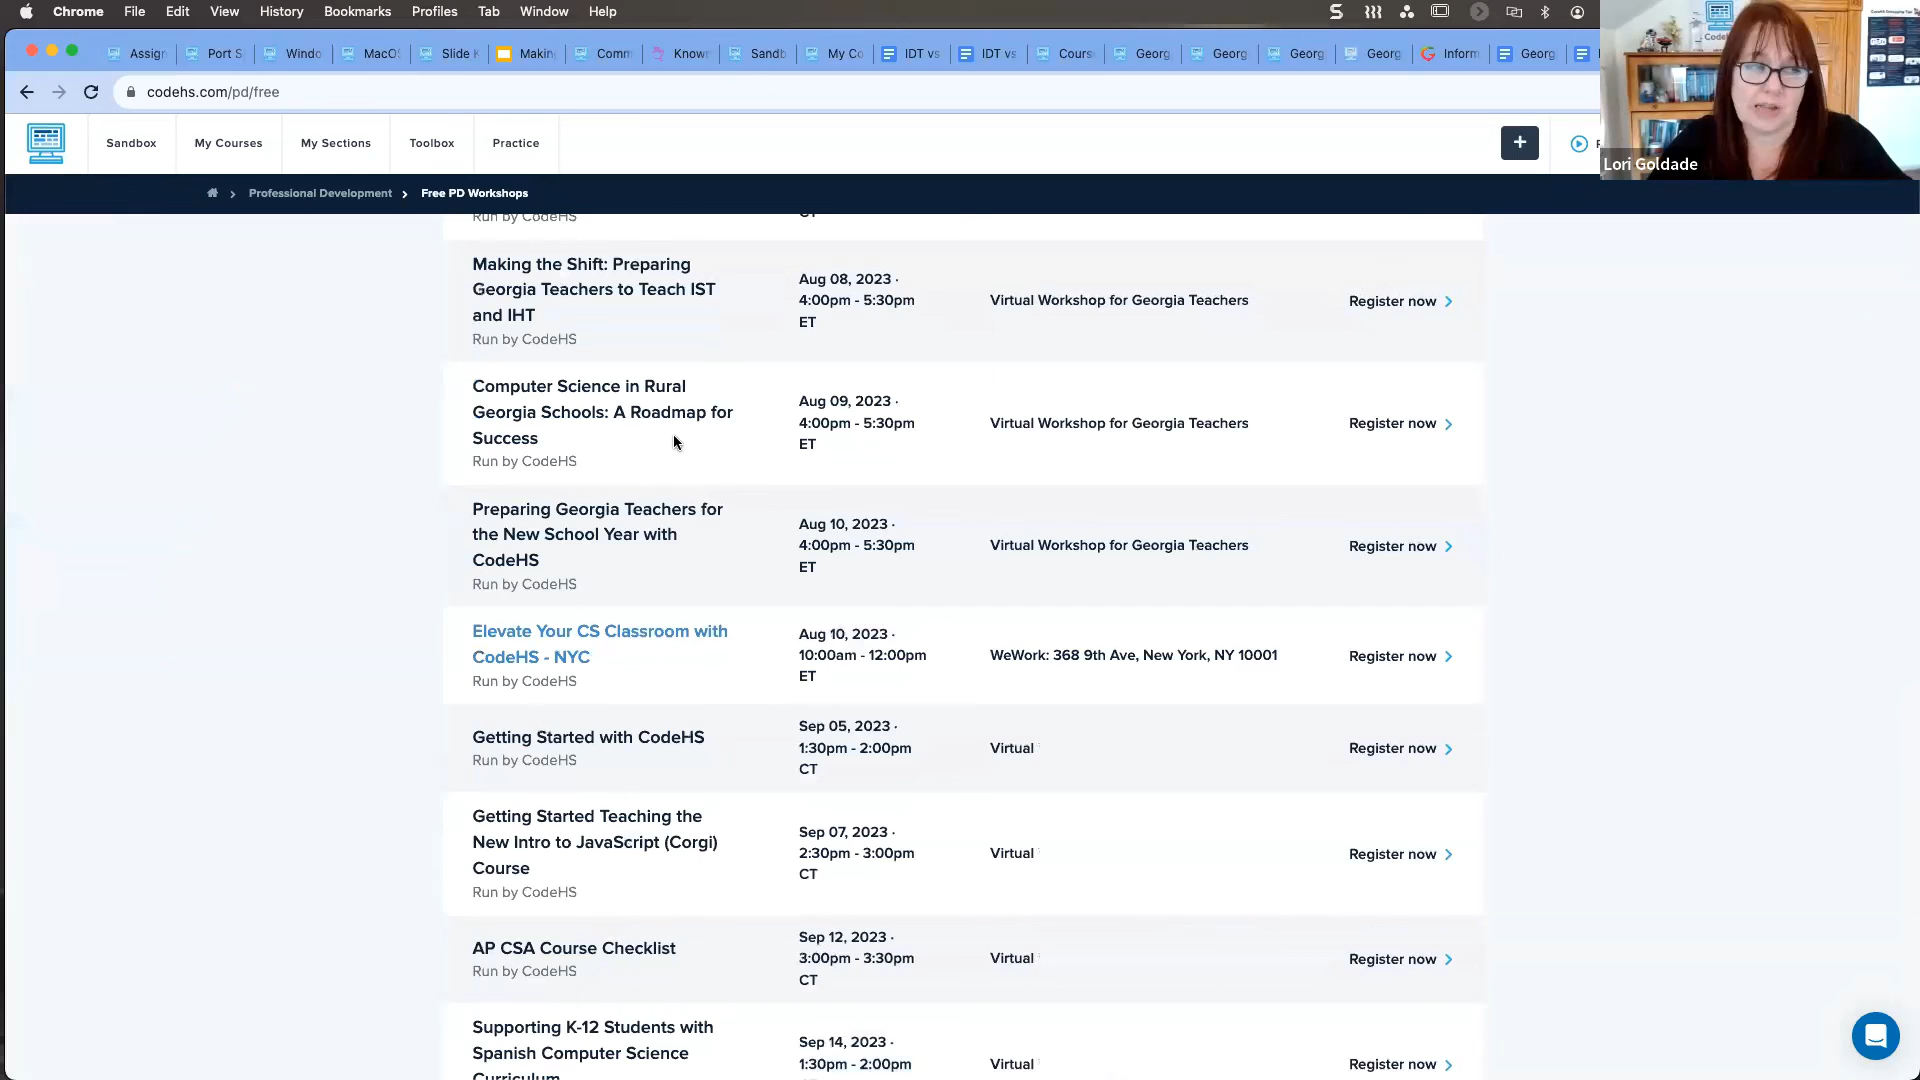 Chrome File Edit View History Bookmarks Profiles Tab Window Help
Assign Port S Windo MacO Slide Makin Comm Know Sandb My Co IDT vs IDT vs Cours Georg Georg Georg Georg Inform Georg
codehs.com/pd/free
Sandbox My Courses My Sections Toolbox Practice +
Lori Goldade
Professional Development Free PD Workshops
Run by CodeHS
CT
Making the Shift: Preparing
Georgia Teachers to Teach IST
and IHT
Run by CodeHS
Aug 08, 2023 ·
4:00pm - 5:30pm
ET
Virtual Workshop for Georgia Teachers
Register now
Computer Science in Rural
Georgia Schools: A Roadmap for
Success
Run by CodeHS
Aug 09, 2023 ·
4:00pm - 5:30pm
ET
Virtual Workshop for Georgia Teachers
Register now
Preparing Georgia Teachers for
the New School Year with
CodeHS
Run by CodeHS
Aug 10, 2023 ·
4:00pm - 5:30pm
ET
Virtual Workshop for Georgia Teachers
Register now
Elevate Your CS Classroom with
CodeHS - NYC
Run by CodeHS
Aug 10, 2023 ·
10:00am - 12:00pm
ET
WeWork: 368 9th Ave, New York, NY 10001
Register now
Getting Started with CodeHS
Run by CodeHS
Sep 05, 2023 ·
1:30pm - 2:00pm
CT
Virtual
Register now
Getting Started Teaching the
New Intro to JavaScript (Corgi)
Course
Run by CodeHS
Sep 07, 2023 ·
2:30pm - 3:00pm
CT
Virtual
Register now
AP CSA Course Checklist
Run by CodeHS
Sep 12, 2023 ·
3:00pm - 3:30pm
CT
Virtual
Register now
Supporting K-12 Students with
Spanish Computer Science
Curriculum
Sep 14, 2023 ·
1:30pm - 2:00pm
Virtual
Register now